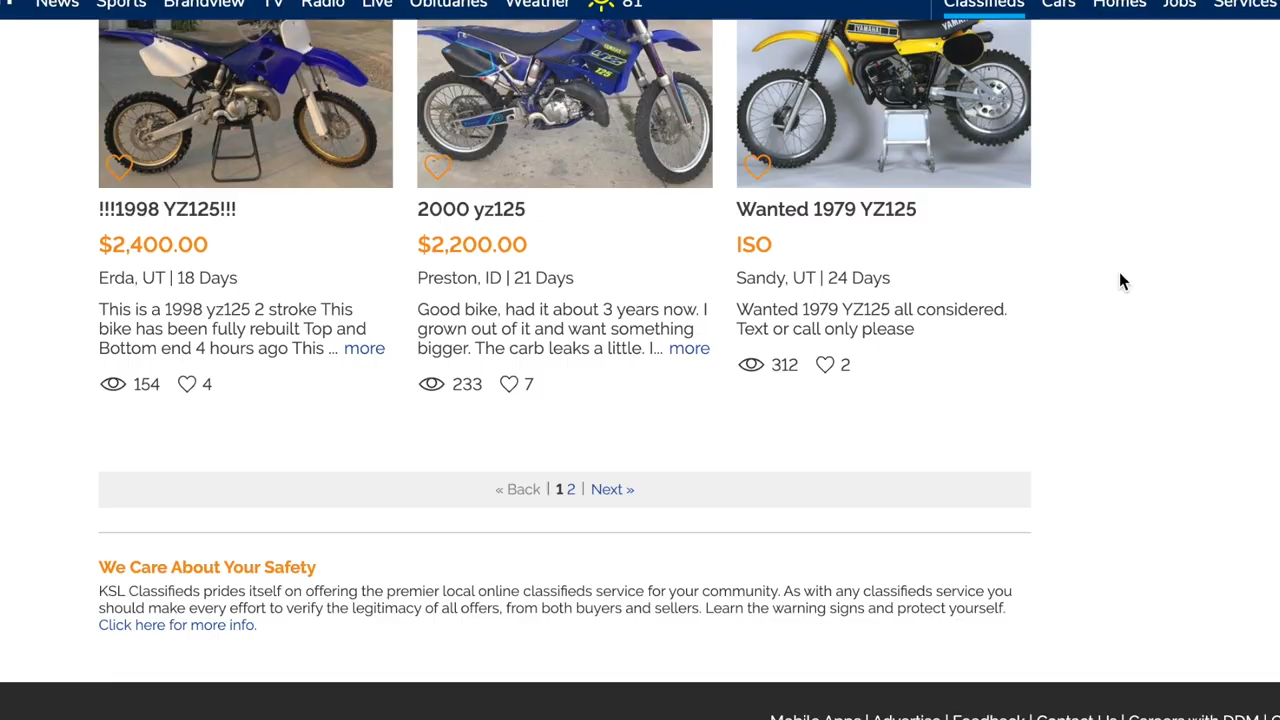 News Sports Brandview TV Radio Live Obituaries Weather 81 Classifieds Cars Homes Jobs Services
YAMAHA
125
YAMAHA
!!!1998 YZ125!!!
$2,400.00
Erda, UT | 18 Days
This is a 1998 yz125 2 stroke This
bike has been fully rebuilt Top and
Bottom end 4 hours ago This ... more
154 4
2000 yz125
$2,200.00
Preston, ID | 21 Days
Good bike, had it about 3 years now. I
grown out of it and want something
bigger. The carb leaks a little. I... more
233 7
Wanted 1979 YZ125
ISO
Sandy, UT | 24 Days
Wanted 1979 YZ125 all considered.
Text or call only please
312 2
« Back | 1 2 | Next »
We Care About Your Safety
KSL Classifieds prides itself on offering the premier local online classifieds service for your community. As with any classifieds service you
should make every effort to verify the legitimacy of all offers, from both buyers and sellers. Learn the warning signs and protect yourself.
Click here for more info.
Mobile Apps | Advertise | Feedback | Contact Us | Careers with DDM |